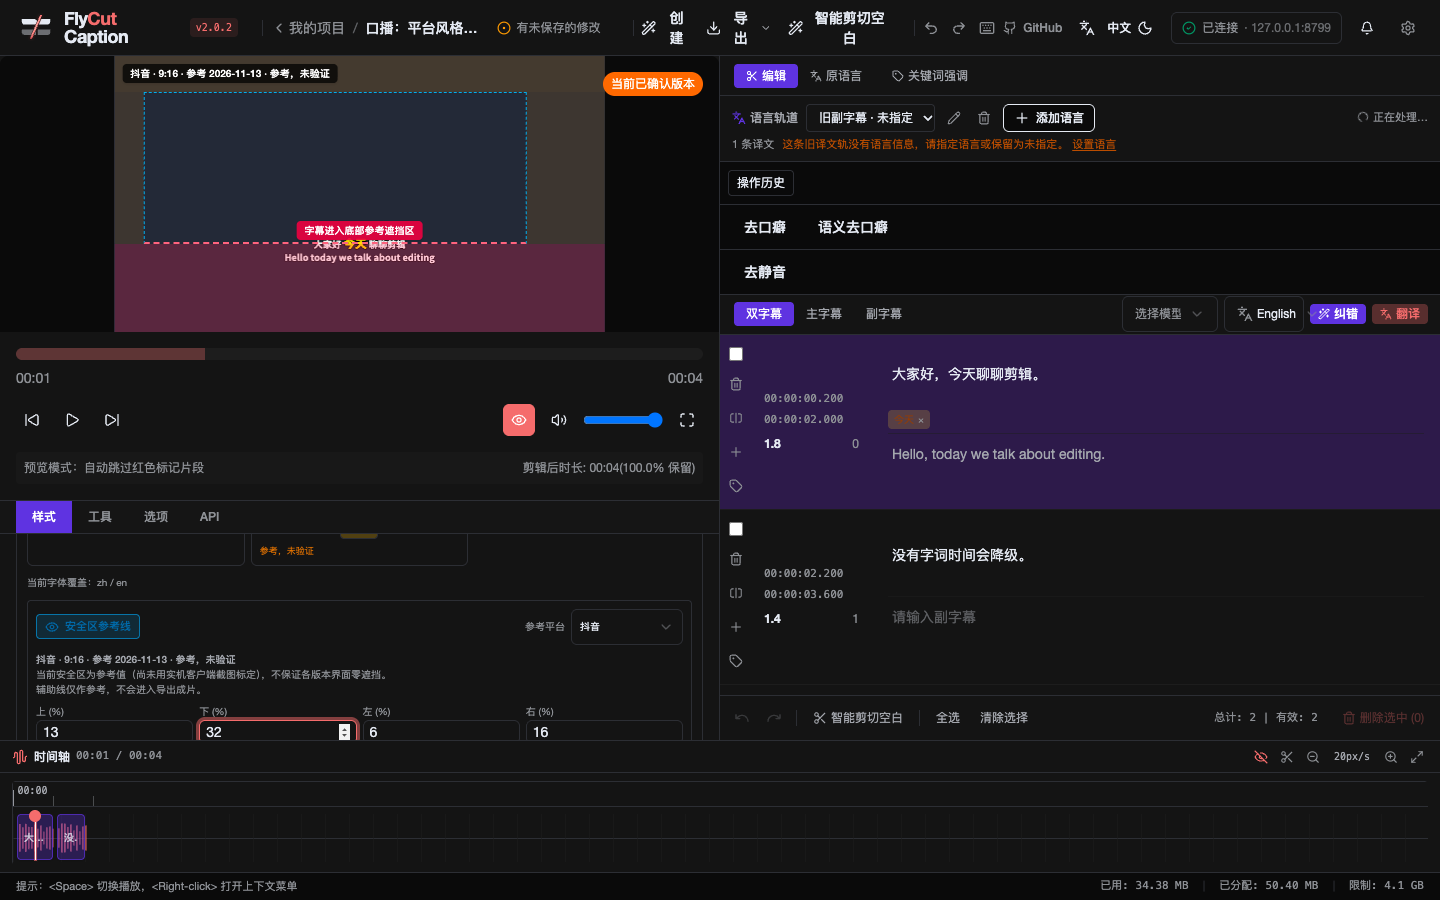 FlyCut
Caption
v2.0.2
我的项目 / 口播：平台风格...
有未保存的修改
创建
导出
智能剪切空白
GitHub
中文
已连接 · 127.0.0.1:8799
抖音 · 9:16 · 参考 2026-11-13 · 参考，未验证
当前已确认版本
字幕进入底部参考遮挡区
大家好 今天 聊聊剪辑
Hello today we talk about editing
00:01
00:04
预览模式：自动跳过红色标记片段
剪辑后时长: 00:04(100.0% 保留)
样式
工具
选项
API
参考，未验证
当前字体覆盖：zh / en
安全区参考线
参考平台
抖音
抖音 · 9:16 · 参考 2026-11-13 · 参考，未验证
当前安全区为参考值（尚未用实机客户端截图标定），不保证各版本界面零遮挡。
辅助线仅作参考，不会进入导出成片。
上 (%)
下 (%)
左 (%)
右 (%)
13
32
6
16
编辑
原语言
关键词强调
语言轨道
旧副字幕 · 未指定
添加语言
正在处理...
1 条译文
这条旧译文轨没有语言信息，请指定语言或保留为未指定。
设置语言
操作历史
去口癖
语义去口癖
去静音
双字幕
主字幕
副字幕
选择模型
English
纠错
翻译
大家好，今天聊聊剪辑。
00:00:00.200
00:00:02.000
×
1.8
0
Hello, today we talk about editing.
没有字词时间会降级。
00:00:02.200
00:00:03.600
1.4
1
请输入副字幕
智能剪切空白
全选
清除选择
总计: 2 | 有效: 2
删除选中 (0)
时间轴
00:01 / 00:04
20px/s
00:00
大...
没.
提示：<Space> 切换播放，<Right-click> 打开上下文菜单
已用: 34.38 MB
已分配: 50.40 MB
限制: 4.1 GB